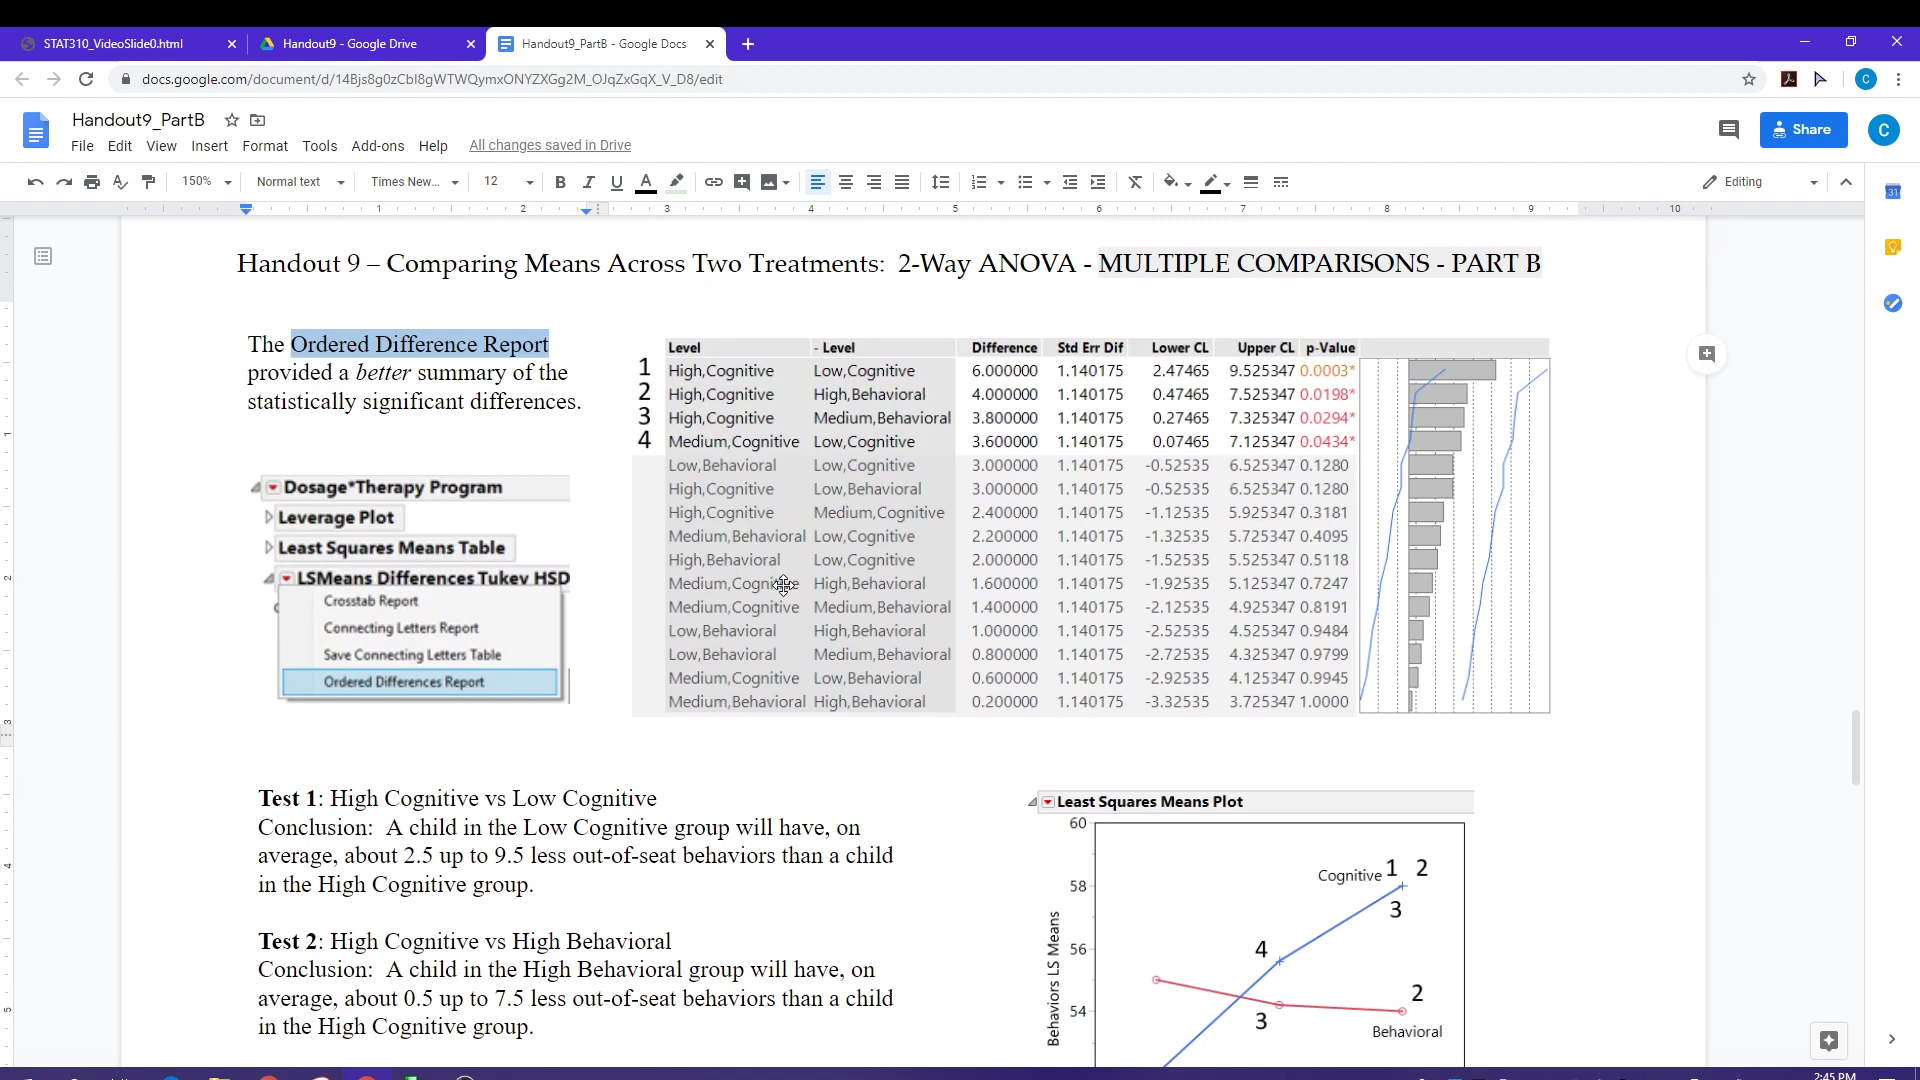 STAT310_VideoSlide0.html
Handout9 - Google Drive
Handout9_PartB - Google Docs
docs.google.com/document/d/14Bjs8g0zCbI8gWTWQymxONYZXGg2M_OJqZxGqX_V_D8/edit
C
Handout9_PartB
Share
C
File Edit View Insert Format Tools Add-ons Help All changes saved in Drive
150% Normal text Times New... 12 B I U A Editing
31
1 2 3 4 5 6 7 8 9 10
Handout 9 – Comparing Means Across Two Treatments: 2-Way ANOVA - MULTIPLE COMPARISONS - PART B
The Ordered Difference Report
provided a better summary of the
statistically significant differences.
Dosage*Therapy Program
Leverage Plot
Least Squares Means Table
LSMeans Differences Tukey HSD
Crosstab Report
Connecting Letters Report
Save Connecting Letters Table
Ordered Differences Report
Level - Level Difference Std Err Dif Lower CL Upper CL p-Value
1 High,Cognitive Low,Cognitive 6.000000 1.140175 2.47465 9.525347 0.0003*
2 High,Cognitive High,Behavioral 4.000000 1.140175 0.47465 7.525347 0.0198*
3 High,Cognitive Medium,Behavioral 3.800000 1.140175 0.27465 7.325347 0.0294*
4 Medium,Cognitive Low,Cognitive 3.600000 1.140175 0.07465 7.125347 0.0434*
Low,Behavioral Low,Cognitive 3.000000 1.140175 -0.52535 6.525347 0.1280
High,Cognitive Low,Behavioral 3.000000 1.140175 -0.52535 6.525347 0.1280
High,Cognitive Medium,Cognitive 2.400000 1.140175 -1.12535 5.925347 0.3181
Medium,Behavioral Low,Cognitive 2.200000 1.140175 -1.32535 5.725347 0.4095
High,Behavioral Low,Cognitive 2.000000 1.140175 -1.52535 5.525347 0.5118
Medium,Cognitive High,Behavioral 1.600000 1.140175 -1.92535 5.125347 0.7247
Medium,Cognitive Medium,Behavioral 1.400000 1.140175 -2.12535 4.925347 0.8191
Low,Behavioral High,Behavioral 1.000000 1.140175 -2.52535 4.525347 0.9484
Low,Behavioral Medium,Behavioral 0.800000 1.140175 -2.72535 4.325347 0.9799
Medium,Cognitive Low,Behavioral 0.600000 1.140175 -2.92535 4.125347 0.9945
Medium,Behavioral High,Behavioral 0.200000 1.140175 -3.32535 3.725347 1.0000
Test 1: High Cognitive vs Low Cognitive
Conclusion: A child in the Low Cognitive group will have, on
average, about 2.5 up to 9.5 less out-of-seat behaviors than a child
in the High Cognitive group.
Test 2: High Cognitive vs High Behavioral
Conclusion: A child in the High Behavioral group will have, on
average, about 0.5 up to 7.5 less out-of-seat behaviors than a child
in the High Cognitive group.
Least Squares Means Plot
Behaviors LS Means
60
58
56
54
Cognitive 1 2
3
4
2
3
Behavioral
2:45 PM